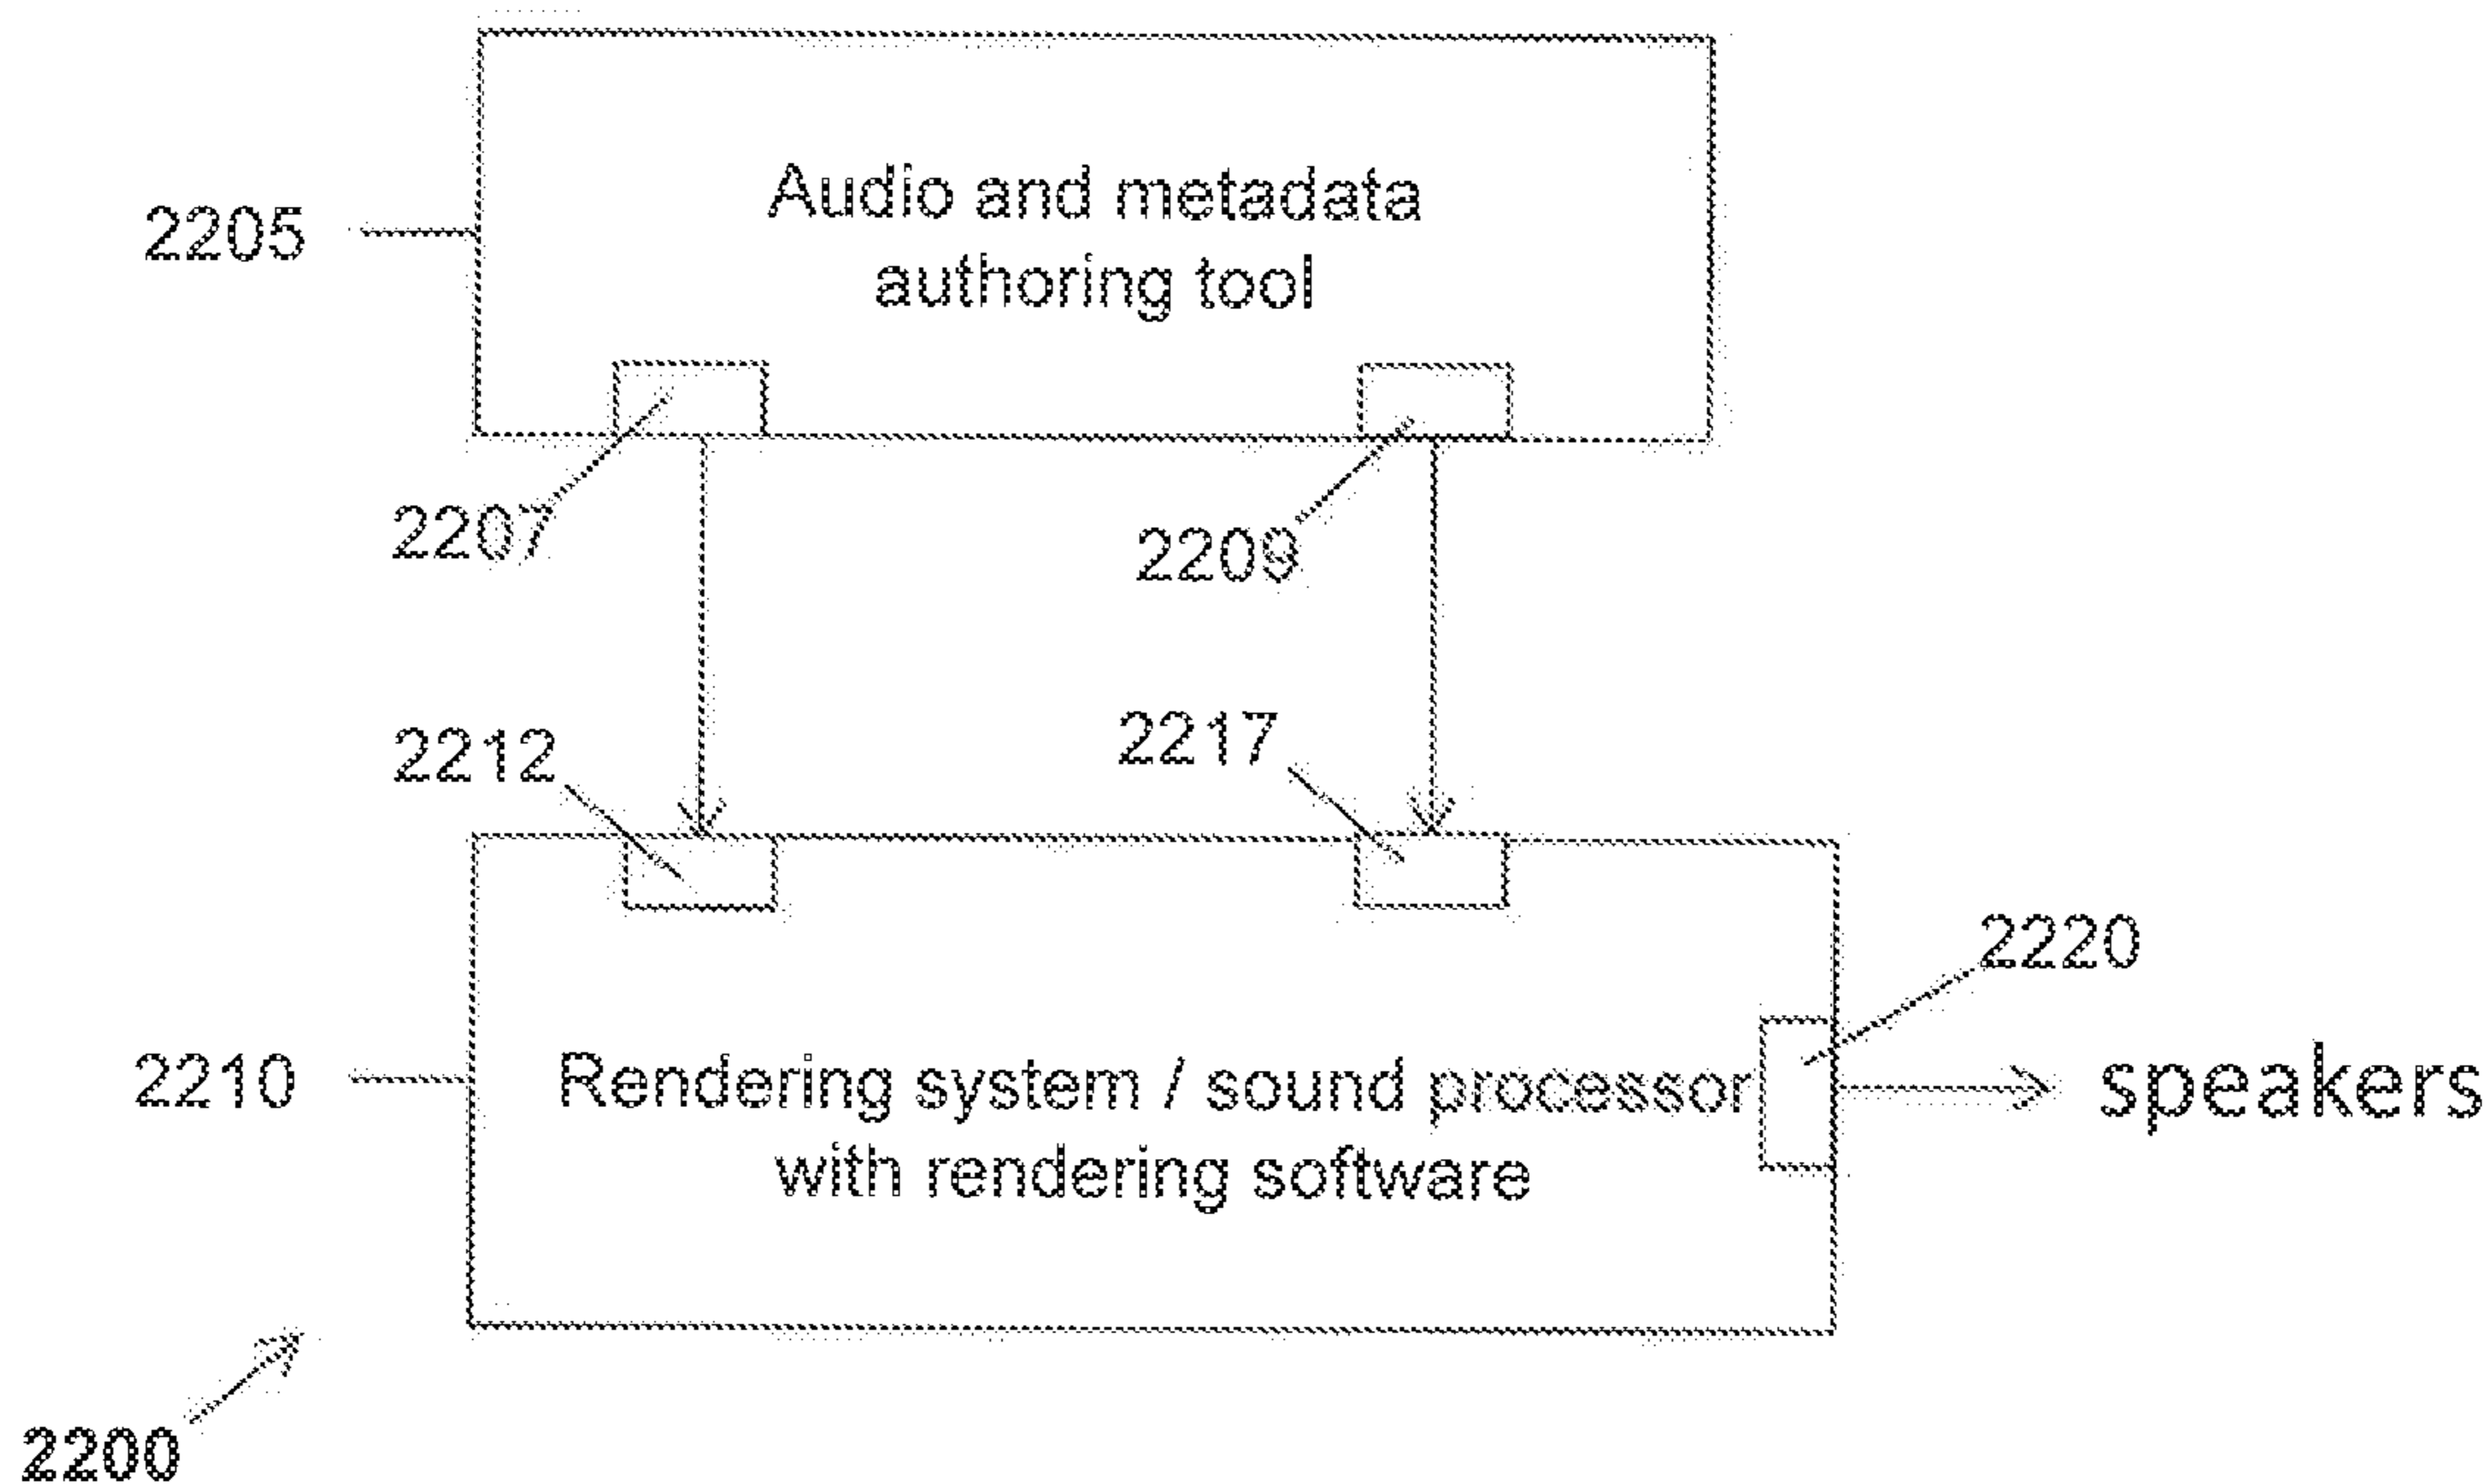 Audio and metadata
authoring tool
2205
2207
2209
2212
2217
2220
2210
Rendering system / sound processor
with rendering software
speakers
2200